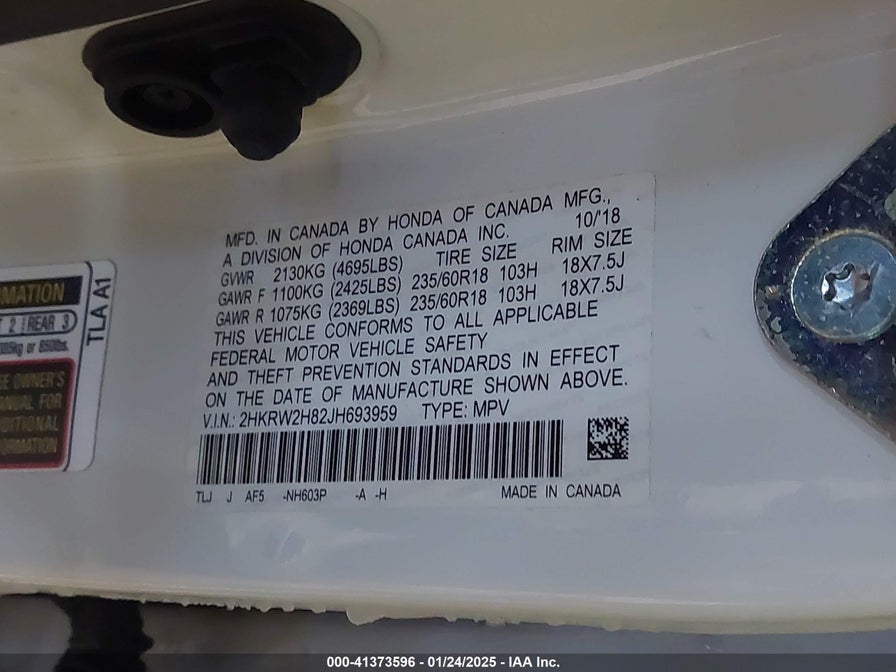 MFD. IN CANADA BY HONDA OF CANADA MFG.,
A DIVISION OF HONDA CANADA INC. 10/'18
GVWR 2130KG (4695LBS) TIRE SIZE RIM SIZE
GAWR F 1100KG (2425LBS) 235/60R18 103H 18X7.5J
GAWR R 1075KG (2369LBS) 235/60R18 103H 18X7.5J
THIS VEHICLE CONFORMS TO ALL APPLICABLE
FEDERAL MOTOR VEHICLE SAFETY
AND THEFT PREVENTION STANDARDS IN EFFECT
ON THE DATE OF MANUFACTURE SHOWN ABOVE.
V.I.N.: 2HKRW2H82JH693959 TYPE: MPV
TLJ J AF5 -NH603P -A -H MADE IN CANADA
MATION
2 REAR 3
or 850lbs.
OWNER'S
FOR
TLA A1
000-41373596 - 01/24/2025 - IAA Inc.